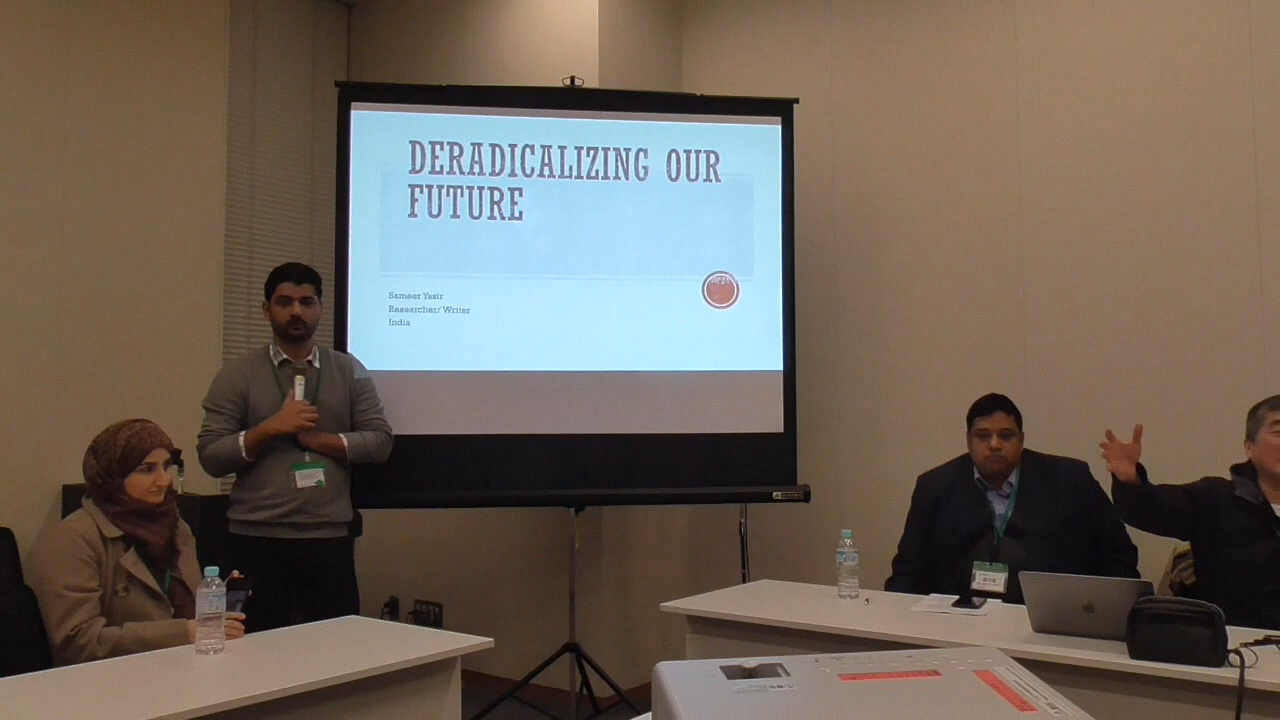 DERADICALIZING OUR
FUTURE
Sameer Yasir
Researcher/ Writer
India